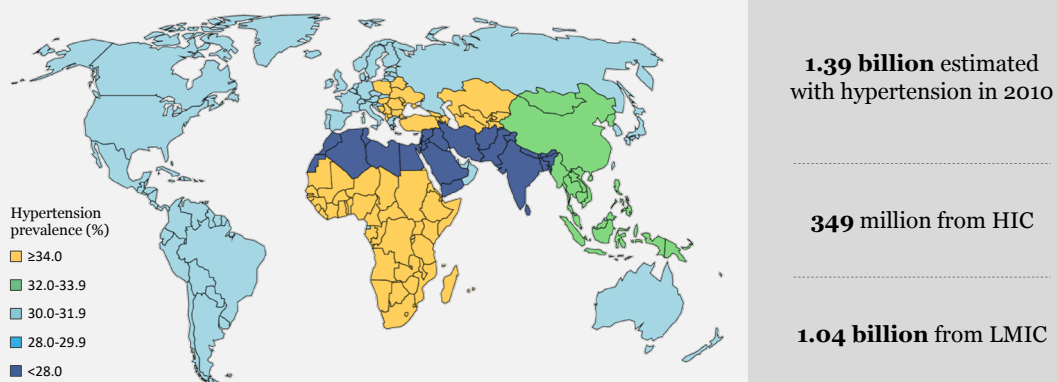 Hypertension
prevalence (%)
≥34.0
32.0-33.9
30.0-31.9
28.0-29.9
<28.0
1.39 billion estimated
with hypertension in 2010
349 million from HIC
1.04 billion from LMIC